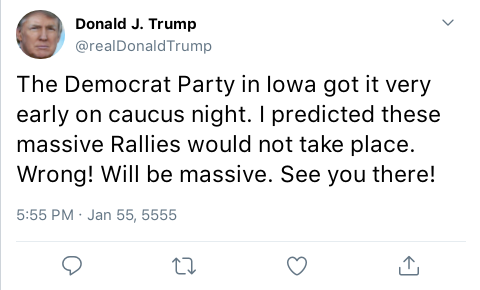 Donald J. Trump
@realDonaldTrump
The Democrat Party in Iowa got it very
early on caucus night. I predicted these
massive Rallies would not take place.
Wrong! Will be massive. See you there!
5:55 PM · Jan 55, 5555